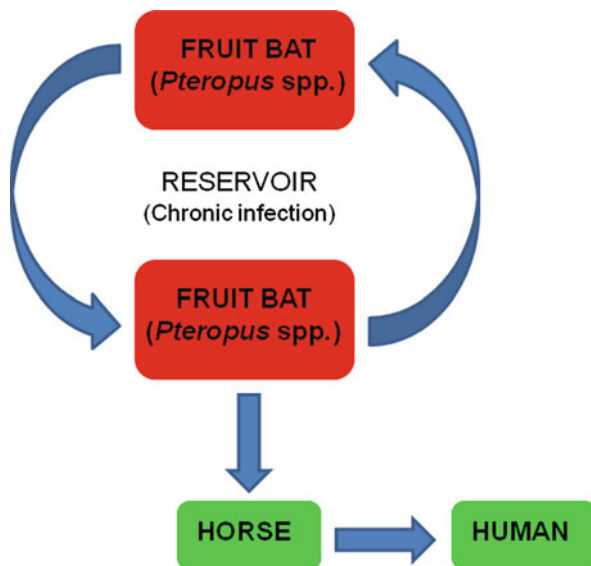 FRUIT BAT
(Pteropus spp.)
RESERVOIR
(Chronic infection)
FRUIT BAT
(Pteropus spp.)
HORSE
HUMAN